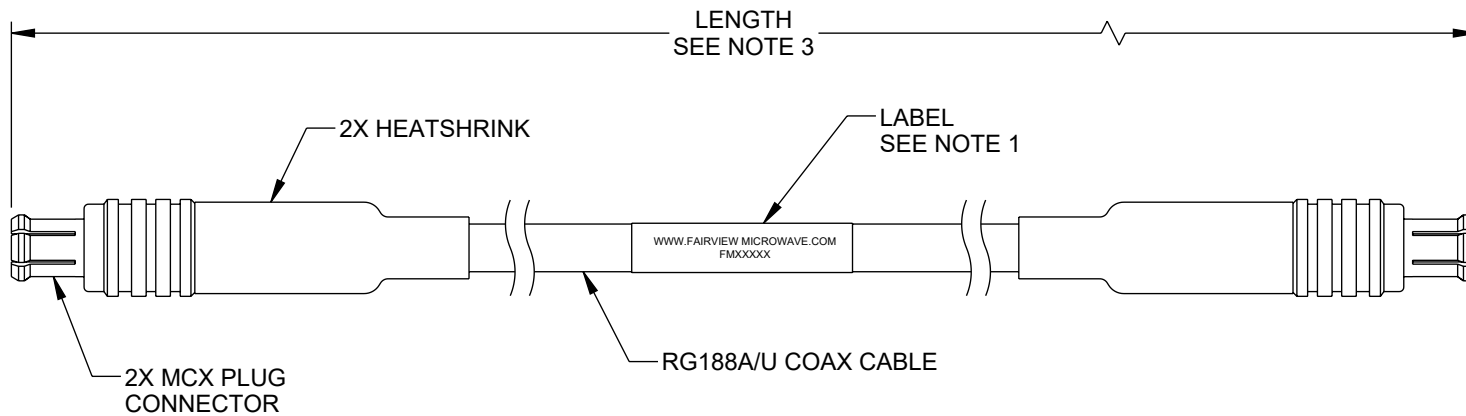 LENGTH
SEE NOTE 3
2X HEATSHRINK
LABEL
SEE NOTE 1
WWW.FAIRVIEW MICROWAVE.COM
FMXXXXX
RG188A/U COAX CABLE
2X MCX PLUG
CONNECTOR